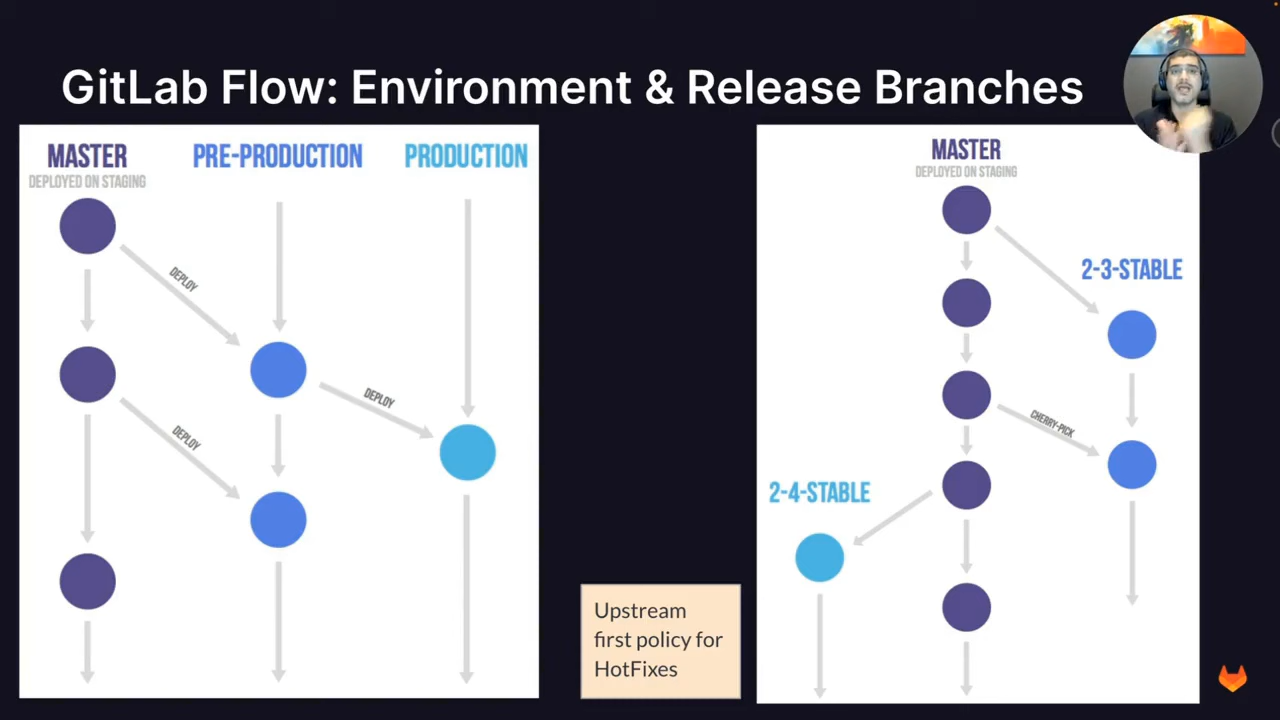 GitLab Flow: Environment & Release Branches
MASTER
DEPLOYED ON STAGING
PRE-PRODUCTION
PRODUCTION
DEPLOY
DEPLOY
DEPLOY
Upstream
first policy for
HotFixes
MASTER
DEPLOYED ON STAGING
2-3-STABLE
CHERRY-PICK
2-4-STABLE